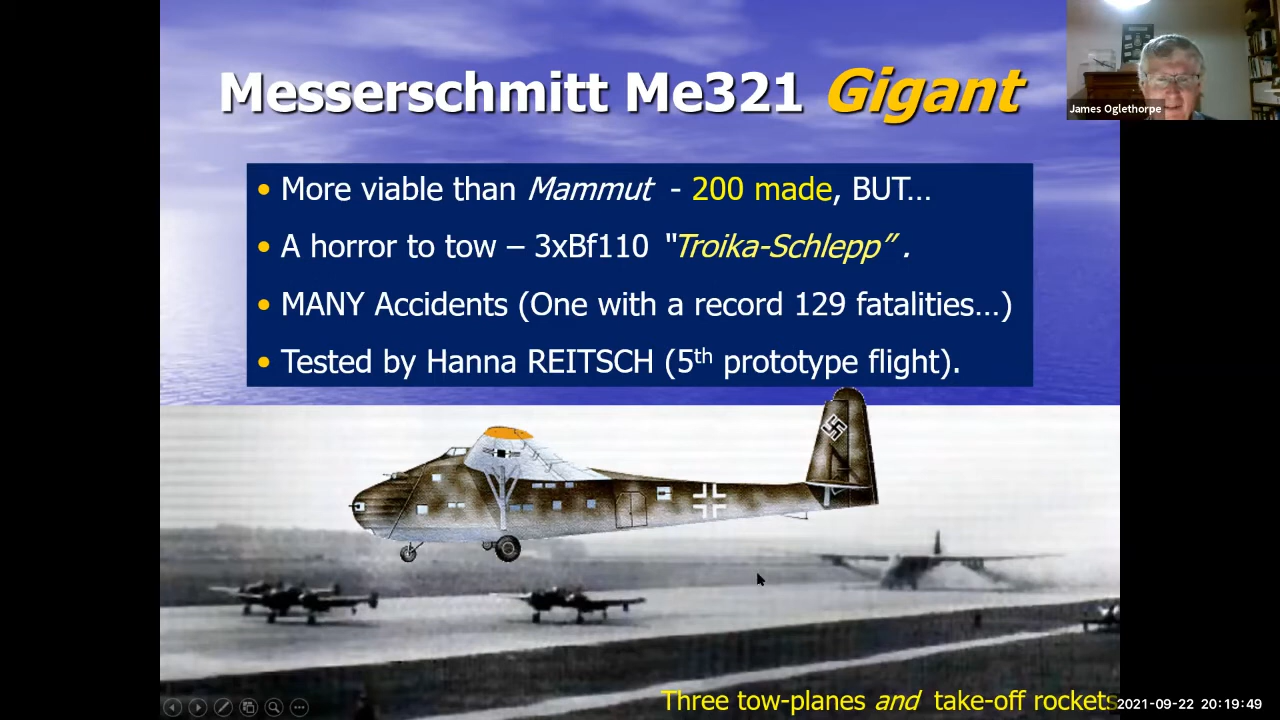 Messerschmitt Me321 Gigant
James Oglethorpe
• More viable than Mammut - 200 made, BUT...
• A horror to tow – 3xBf110 "Troika-Schlepp” .
• MANY Accidents (One with a record 129 fatalities...)
• Tested by Hanna REITSCH (5th prototype flight).
Three tow-planes and take-off rockets
2021-09-22 20:19:49